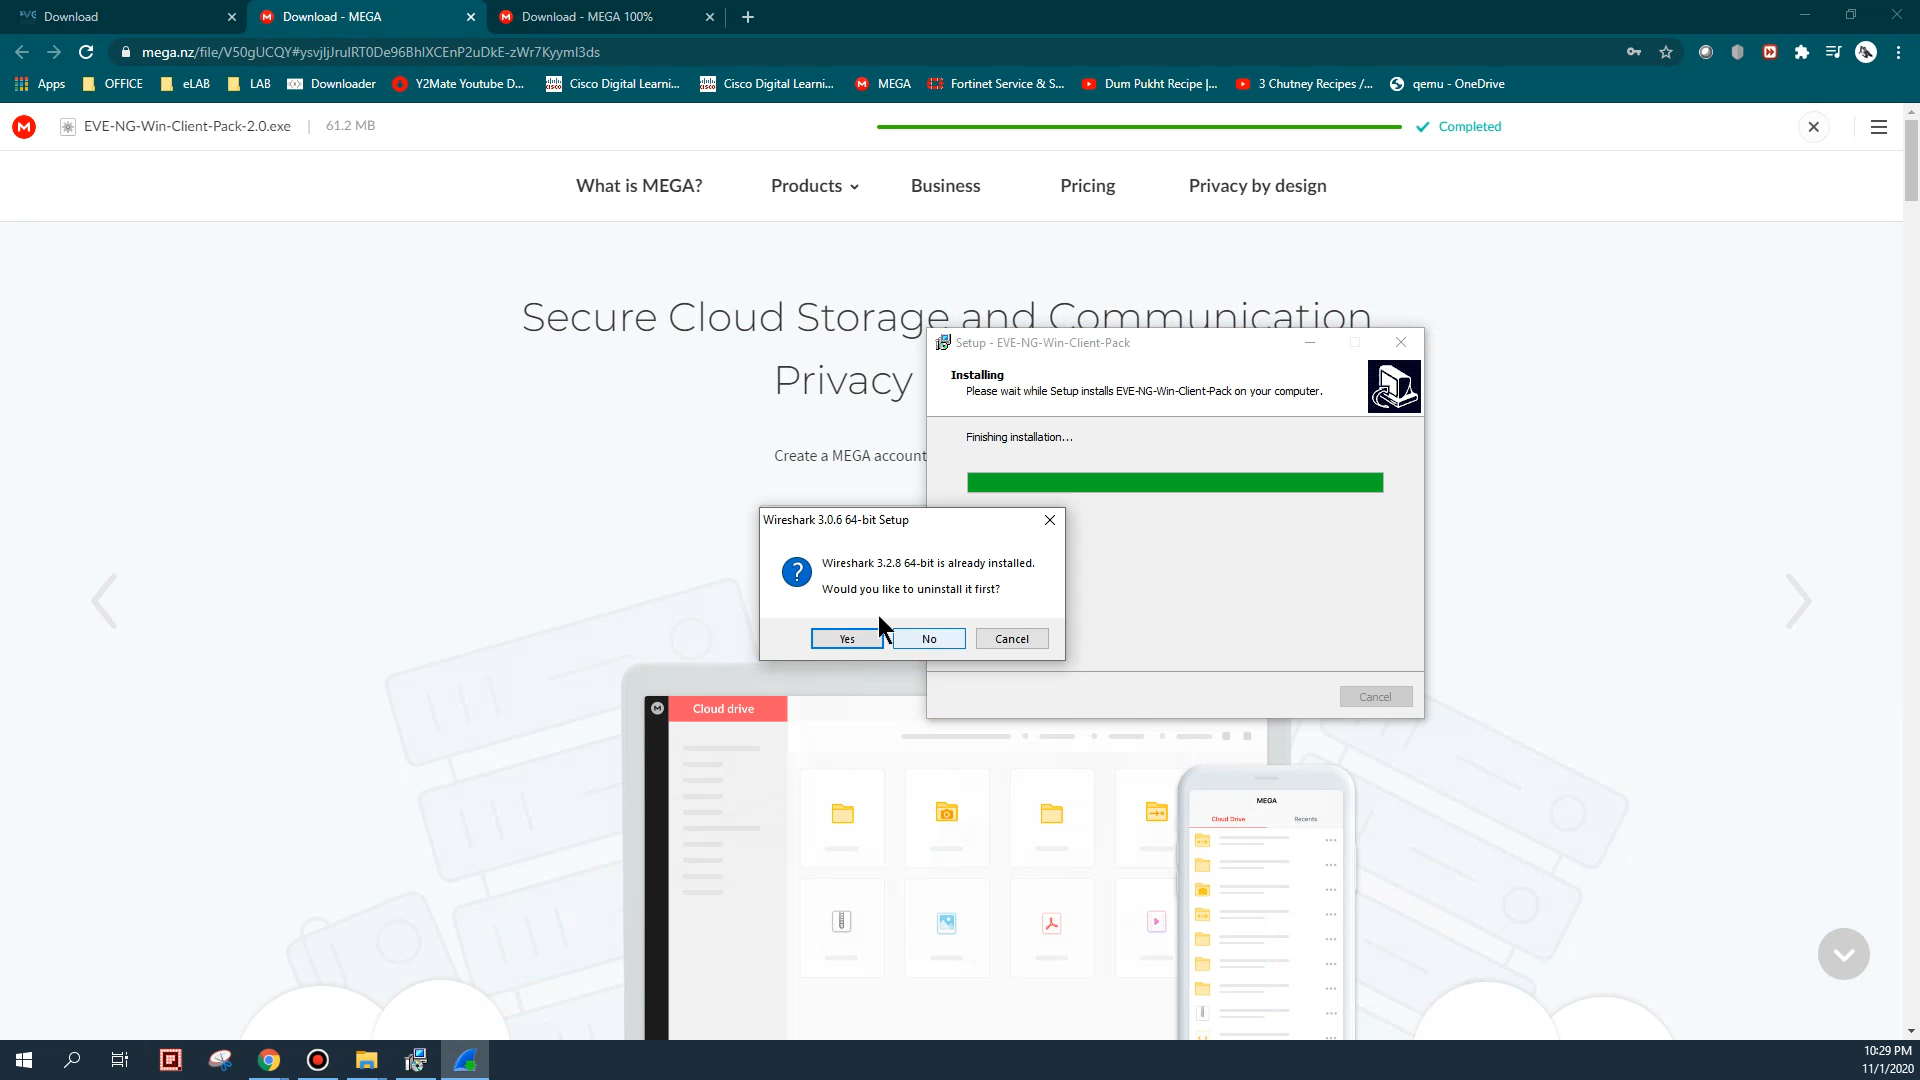 Download
Download - MEGA
Download - MEGA 100%
mega.nz/file/V50gUCQY#ysvjljJrulRT0De96BhlXCEnP2uDkE-zWr7Kyyml3ds
Apps
OFFICE
eLAB
LAB
Downloader
Y2Mate Youtube D...
Cisco Digital Learni...
Cisco Digital Learni...
MEGA
Fortinet Service & S...
Dum Pukht Recipe |...
3 Chutney Recipes /...
qemu - OneDrive
EVE-NG-Win-Client-Pack-2.0.exe
61.2 MB
Completed
What is MEGA?
Products
Business
Pricing
Privacy by design
Secure Cloud Storage and Communication
Privacy
Create a MEGA account
Setup - EVE-NG-Win-Client-Pack
Installing
Please wait while Setup installs EVE-NG-Win-Client-Pack on your computer.
Finishing installation...
Wireshark 3.0.6 64-bit Setup
Wireshark 3.2.8 64-bit is already installed.
Would you like to uninstall it first?
Yes
No
Cancel
Cancel
Cloud drive
MEGA
Cloud Drive
Recents
10:29 PM
11/1/2020